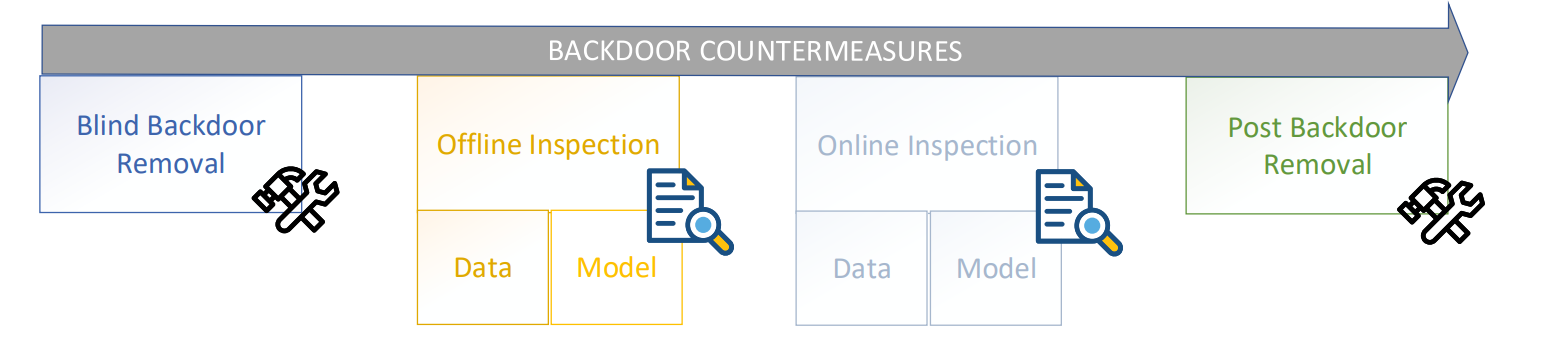 BACKDOOR COUNTERMEASURES
Blind Backdoor
Removal
Offline Inspection
Data
Model
Online Inspection
Data
Model
Post Backdoor
Removal